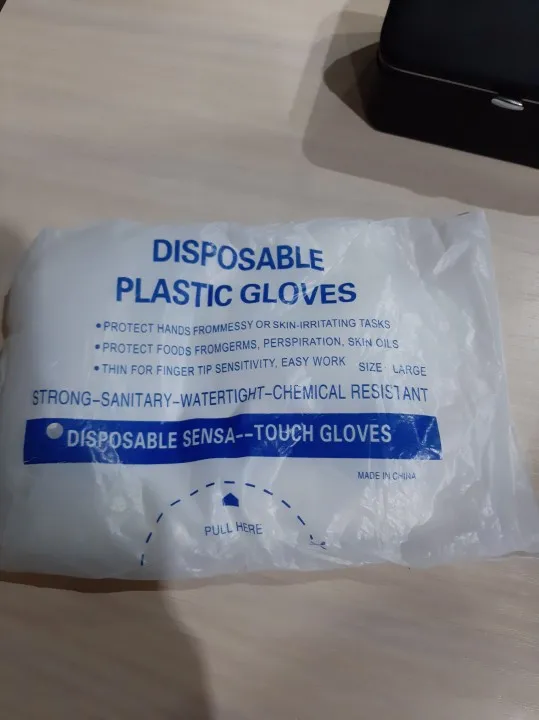 DISPOSABLE
PLASTIC GLOVES
•PROTECT HANDS FROMMESSY OR SKIN-IRRITATING TASKS
•PROTECT FOODS FROMGERMS, PERSPIRATION, SKIN OILS
•THIN FOR FINGER TIP SENSITIVITY, EASY WORK SIZE: LARGE
STRONG–SANITARY–WATERTIGHT–CHEMICAL RESISTANT
DISPOSABLE SENSA--TOUCH GLOVES
MADE IN CHINA
PULL HERE